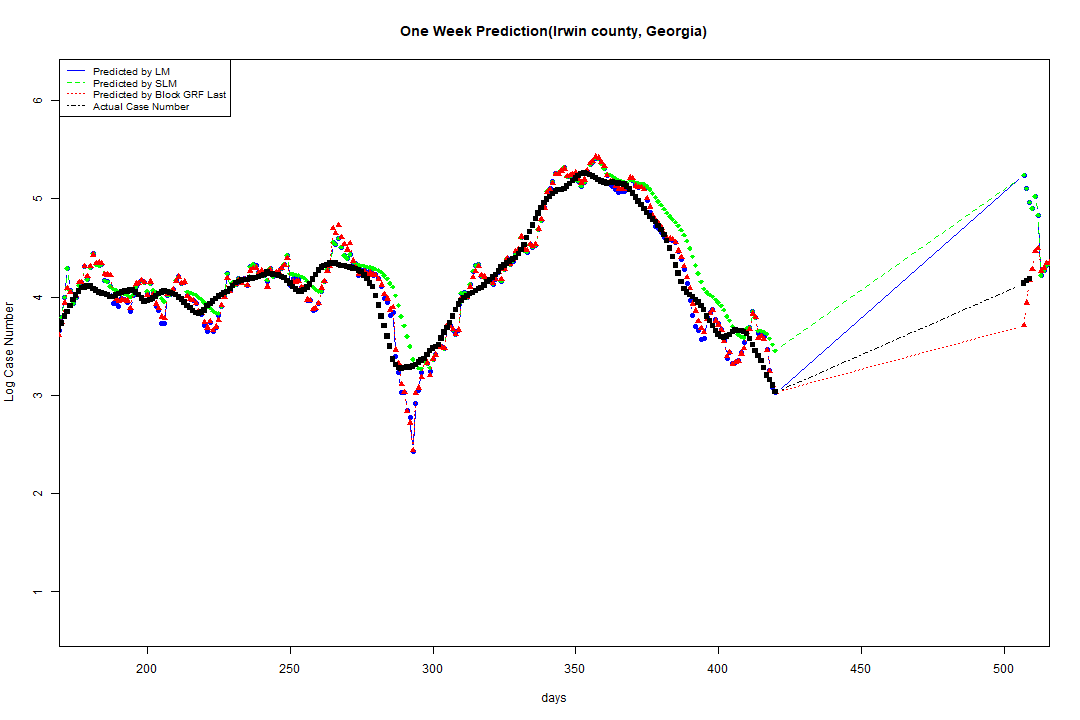 One Week Prediction(Irwin county, Georgia)
Predicted by LM
Predicted by SLM
Predicted by Block GRF Last
Actual Case Number
6
5
4
3
2
1
Log Case Number
200 250 300 350 400 450 500
days